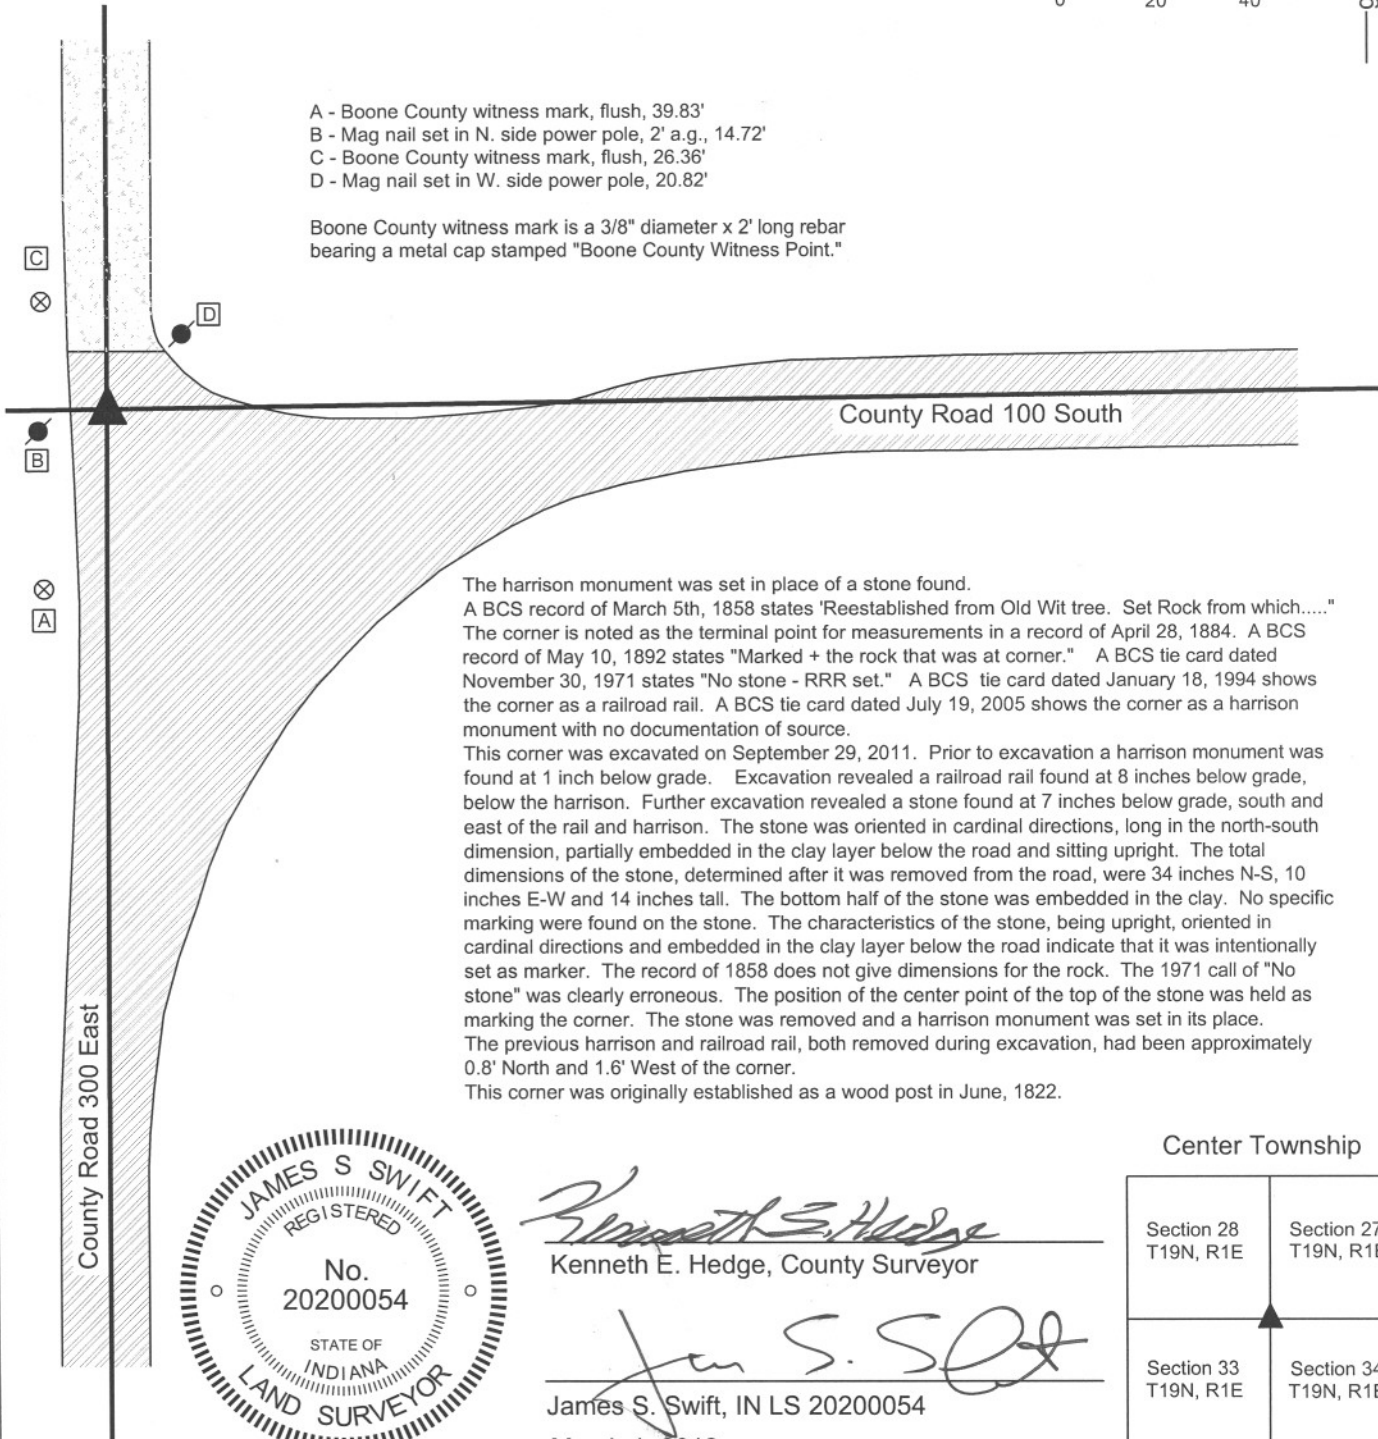 0 20 40
A - Boone County witness mark, flush, 39.83'
B - Mag nail set in N. side power pole, 2' a.g., 14.72'
C - Boone County witness mark, flush, 26.36'
D - Mag nail set in W. side power pole, 20.82'
Boone County witness mark is a 3/8" diameter x 2' long rebar
bearing a metal cap stamped "Boone County Witness Point."
C
D
County Road 100 South
B
A
The harrison monument was set in place of a stone found.
A BCS record of March 5th, 1858 states 'Reestablished from Old Wit tree. Set Rock from which....."
The corner is noted as the terminal point for measurements in a record of April 28, 1884. A BCS
record of May 10, 1892 states "Marked + the rock that was at corner." A BCS tie card dated
November 30, 1971 states "No stone - RRR set." A BCS tie card dated January 18, 1994 shows
the corner as a railroad rail. A BCS tie card dated July 19, 2005 shows the corner as a harrison
monument with no documentation of source.
This corner was excavated on September 29, 2011. Prior to excavation a harrison monument was
found at 1 inch below grade. Excavation revealed a railroad rail found at 8 inches below grade,
below the harrison. Further excavation revealed a stone found at 7 inches below grade, south and
east of the rail and harrison. The stone was oriented in cardinal directions, long in the north-south
dimension, partially embedded in the clay layer below the road and sitting upright. The total
dimensions of the stone, determined after it was removed from the road, were 34 inches N-S, 10
inches E-W and 14 inches tall. The bottom half of the stone was embedded in the clay. No specific
marking were found on the stone. The characteristics of the stone, being upright, oriented in
cardinal directions and embedded in the clay layer below the road indicate that it was intentionally
set as marker. The record of 1858 does not give dimensions for the rock. The 1971 call of "No
stone" was clearly erroneous. The position of the center point of the top of the stone was held as
marking the corner. The stone was removed and a harrison monument was set in its place.
The previous harrison and railroad rail, both removed during excavation, had been approximately
0.8' North and 1.6' West of the corner.
This corner was originally established as a wood post in June, 1822.
County Road 300 East
JAMES S SWIFT
REGISTERED
No.
20200054
STATE OF
INDIANA
LAND SURVEYOR
Kenneth E. Hedge
Kenneth E. Hedge, County Surveyor
James S. Swift, IN LS 20200054
Center Township
Section 28
T19N, R1E
Section 27
T19N, R1E
Section 33
T19N, R1E
Section 34
T19N, R1E